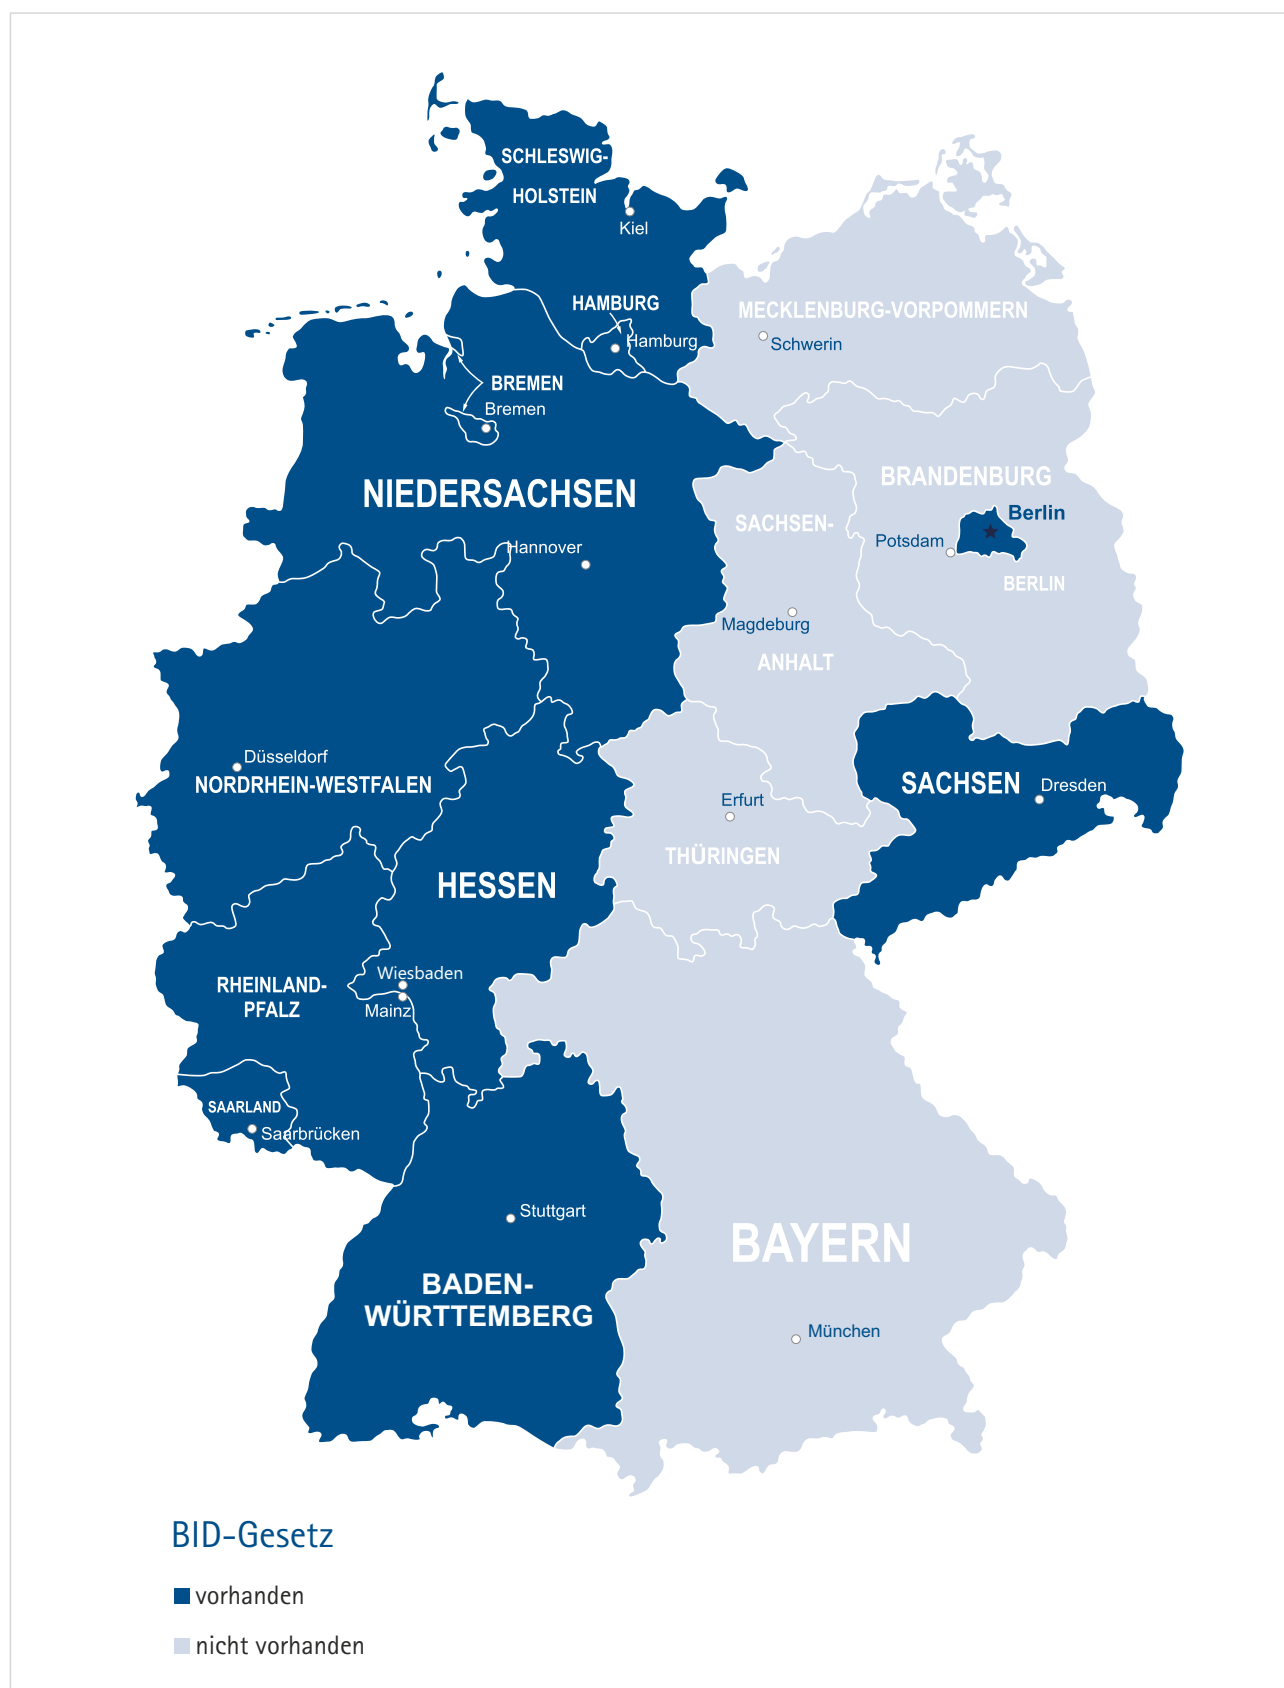 SCHLESWIG-
HOLSTEIN
Kiel
HAMBURG
Hamburg
MECKLENBURG-VORPOMMERN
Schwerin
BREMEN
Bremen
NIEDERSACHSEN
Hannover
BRANDENBURG
Berlin
Potsdam
BERLIN
SACHSEN-
Magdeburg
ANHALT
Düsseldorf
NORDRHEIN-WESTFALEN
SACHSEN
Dresden
Erfurt
THÜRINGEN
HESSEN
Wiesbaden
Mainz
RHEINLAND-
PFALZ
SAARLAND
Saarbrücken
Stuttgart
BADEN-
WÜRTTEMBERG
BAYERN
München
BID-Gesetz
vorhanden
nicht vorhanden